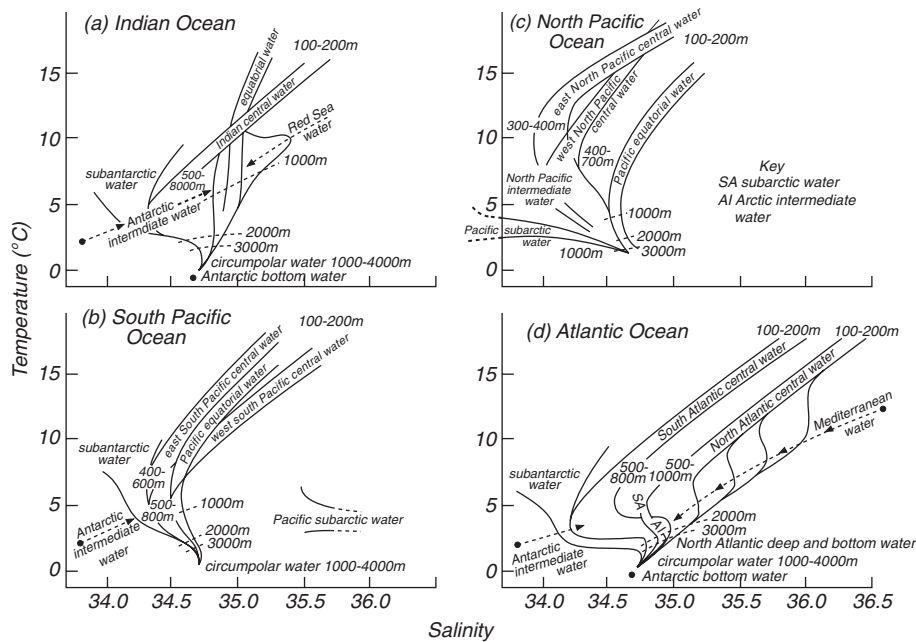 (a) Indian Ocean
100-200m
equatorial water
Indian central water
Red Sea
water
1000m
subantarctic
water
500-
8000m
Antarctic
intermdiate water
2000m
3000m
circumpolar water 1000-4000m
Antarctic bottom water
15
10
5
0
(c) North Pacific
Ocean
100-200m
east North Pacific central water
300-400m
west North Pacific
central water
400-
700m
Pacific equatorial water
North Pacific
intermediate
water
1000m
2000m
3000m
Pacific subarctic
water
1000m
Key
SA subarctic water
AI Arctic intermediate
water
15
10
5
0
Temperature (°C)
(b) South Pacific
Ocean
100-200m
east South Pacific central water
Pacific equatorial water
west south Pacific central water
subantarctic
water
400-
600m
500-
800m
1000m
Antarctic
intermediate
water
2000m
3000m
Pacific subarctic water
circumpolar water 1000-4000m
15
10
5
0
34.0 34.5 35.0 35.5 36.0
(d) Atlantic Ocean
100-200m
100-200m
South Atlantic central water
North Atlantic central water
Mediterranean
water
subantarctic
water
500-
800m
500-
1000m
SA
AI
2000m
3000m
Antarctic
intermediate water
North Atlantic deep and bottom water
circumpolar water 1000-4000m
Antarctic bottom water
15
10
5
0
34.0 34.5 35.0 35.5 36.0 36.5
Salinity